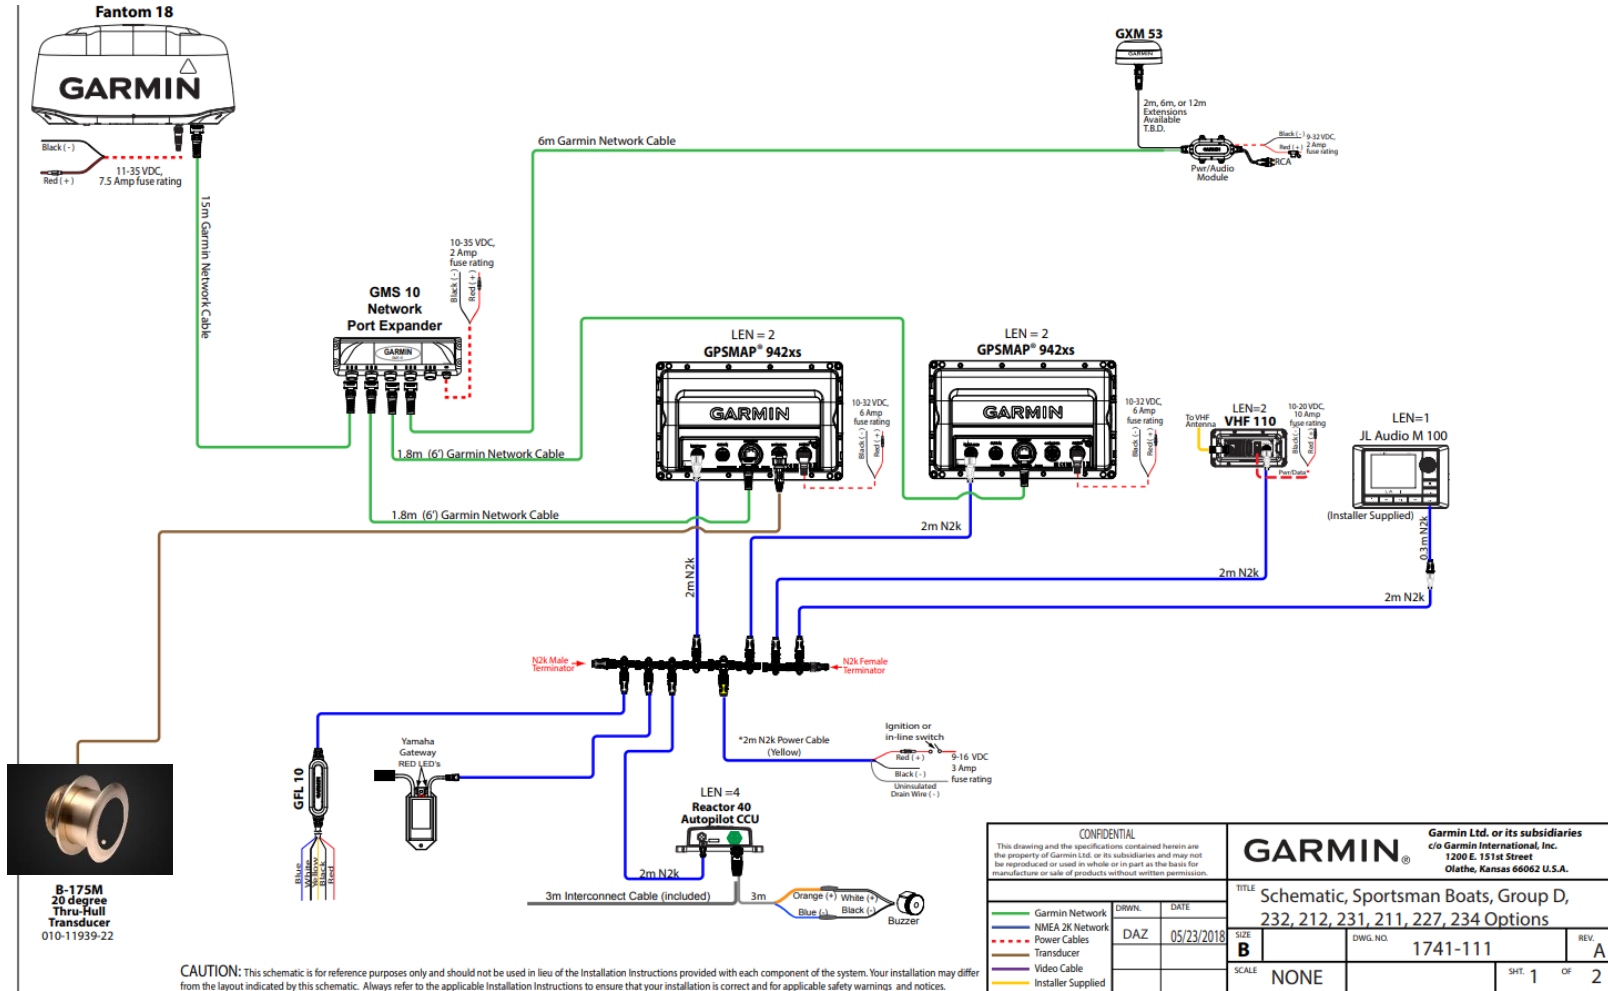 Fantom 18
GARMIN
Black ( - )
Red ( + )
11-35 VDC,
7.5 Amp fuse rating
15m Garmin Network Cable
6m Garmin Network Cable
GXM 53
GARMIN
2m, 6m, or 12m
Extensions
Available
T.B.D.
GARMIN
Pwr/Audio
Module
Black ( - )
Red ( + )
9-32 VDC,
2 Amp
fuse rating
RCA
10-35 VDC,
2 Amp
fuse rating
Black ( - )
Red ( + )
GMS 10
Network
Port Expander
GARMIN
1.8m (6') Garmin Network Cable
1.8m (6') Garmin Network Cable
LEN = 2
GPSMAP® 942xs
GARMIN
10-32 VDC,
6 Amp
fuse rating
Black ( - )
Red ( + )
LEN = 2
GPSMAP® 942xs
GARMIN
10-32 VDC,
6 Amp
fuse rating
Black ( - )
Red ( + )
To VHF
Antenna
LEN=2
VHF 110
10-20 VDC,
10 Amp
fuse rating
Black( - )
Red ( + )
Pwr/Data*
LEN=1
JL Audio M 100
(Installer Supplied)
0.3m N2k
2m N2k
2m N2k
2m N2k
2m N2k
N2k Male
Terminator
N2k Female
Terminator
GFL 10
GARMIN
Blue
White
Yellow
Black
Red
Yamaha
Gateway
RED LED's
*2m N2k Power Cable
(Yellow)
Ignition or
in-line switch
Red ( + )
Black ( - )
Uninsulated
Drain Wire ( - )
9-16 VDC
3 Amp
fuse rating
LEN =4
Reactor 40
Autopilot CCU
2m N2k
3m Interconnect Cable (included)
3m
Orange (+)
White (+)
Blue (-)
Black (-)
Buzzer
B-175M
20 degree
Thru-Hull
Transducer
010-11939-22
CAUTION: This schematic is for reference purposes only and should not be used in lieu of the Installation Instructions provided with each component of the system. Your installation may differ
from the layout indicated by this schematic. Always refer to the applicable Installation Instructions to ensure that your installation is correct and for applicable safety warnings and notices.
CONFIDENTIAL
This drawing and the specifications contained herein are
the property of Garmin Ltd. or its subsidiaries and may not
be reproduced or used in whole or in part as the basis for
manufacture or sale of products without written permission.
GARMIN®
Garmin Ltd. or its subsidiaries
c/o Garmin International, Inc.
1200 E. 151st Street
Olathe, Kansas 66062 U.S.A.
Garmin Network
NMEA 2K Network
Power Cables
Transducer
Video Cable
Installer Supplied
DRWN.
DATE
DAZ
05/23/2018
TITLE
Schematic, Sportsman Boats, Group D,
232, 212, 231, 211, 227, 234 Options
SIZE
B
DWG. NO.
1741-111
REV.
A
SCALE
NONE
SHT. 1 OF 2